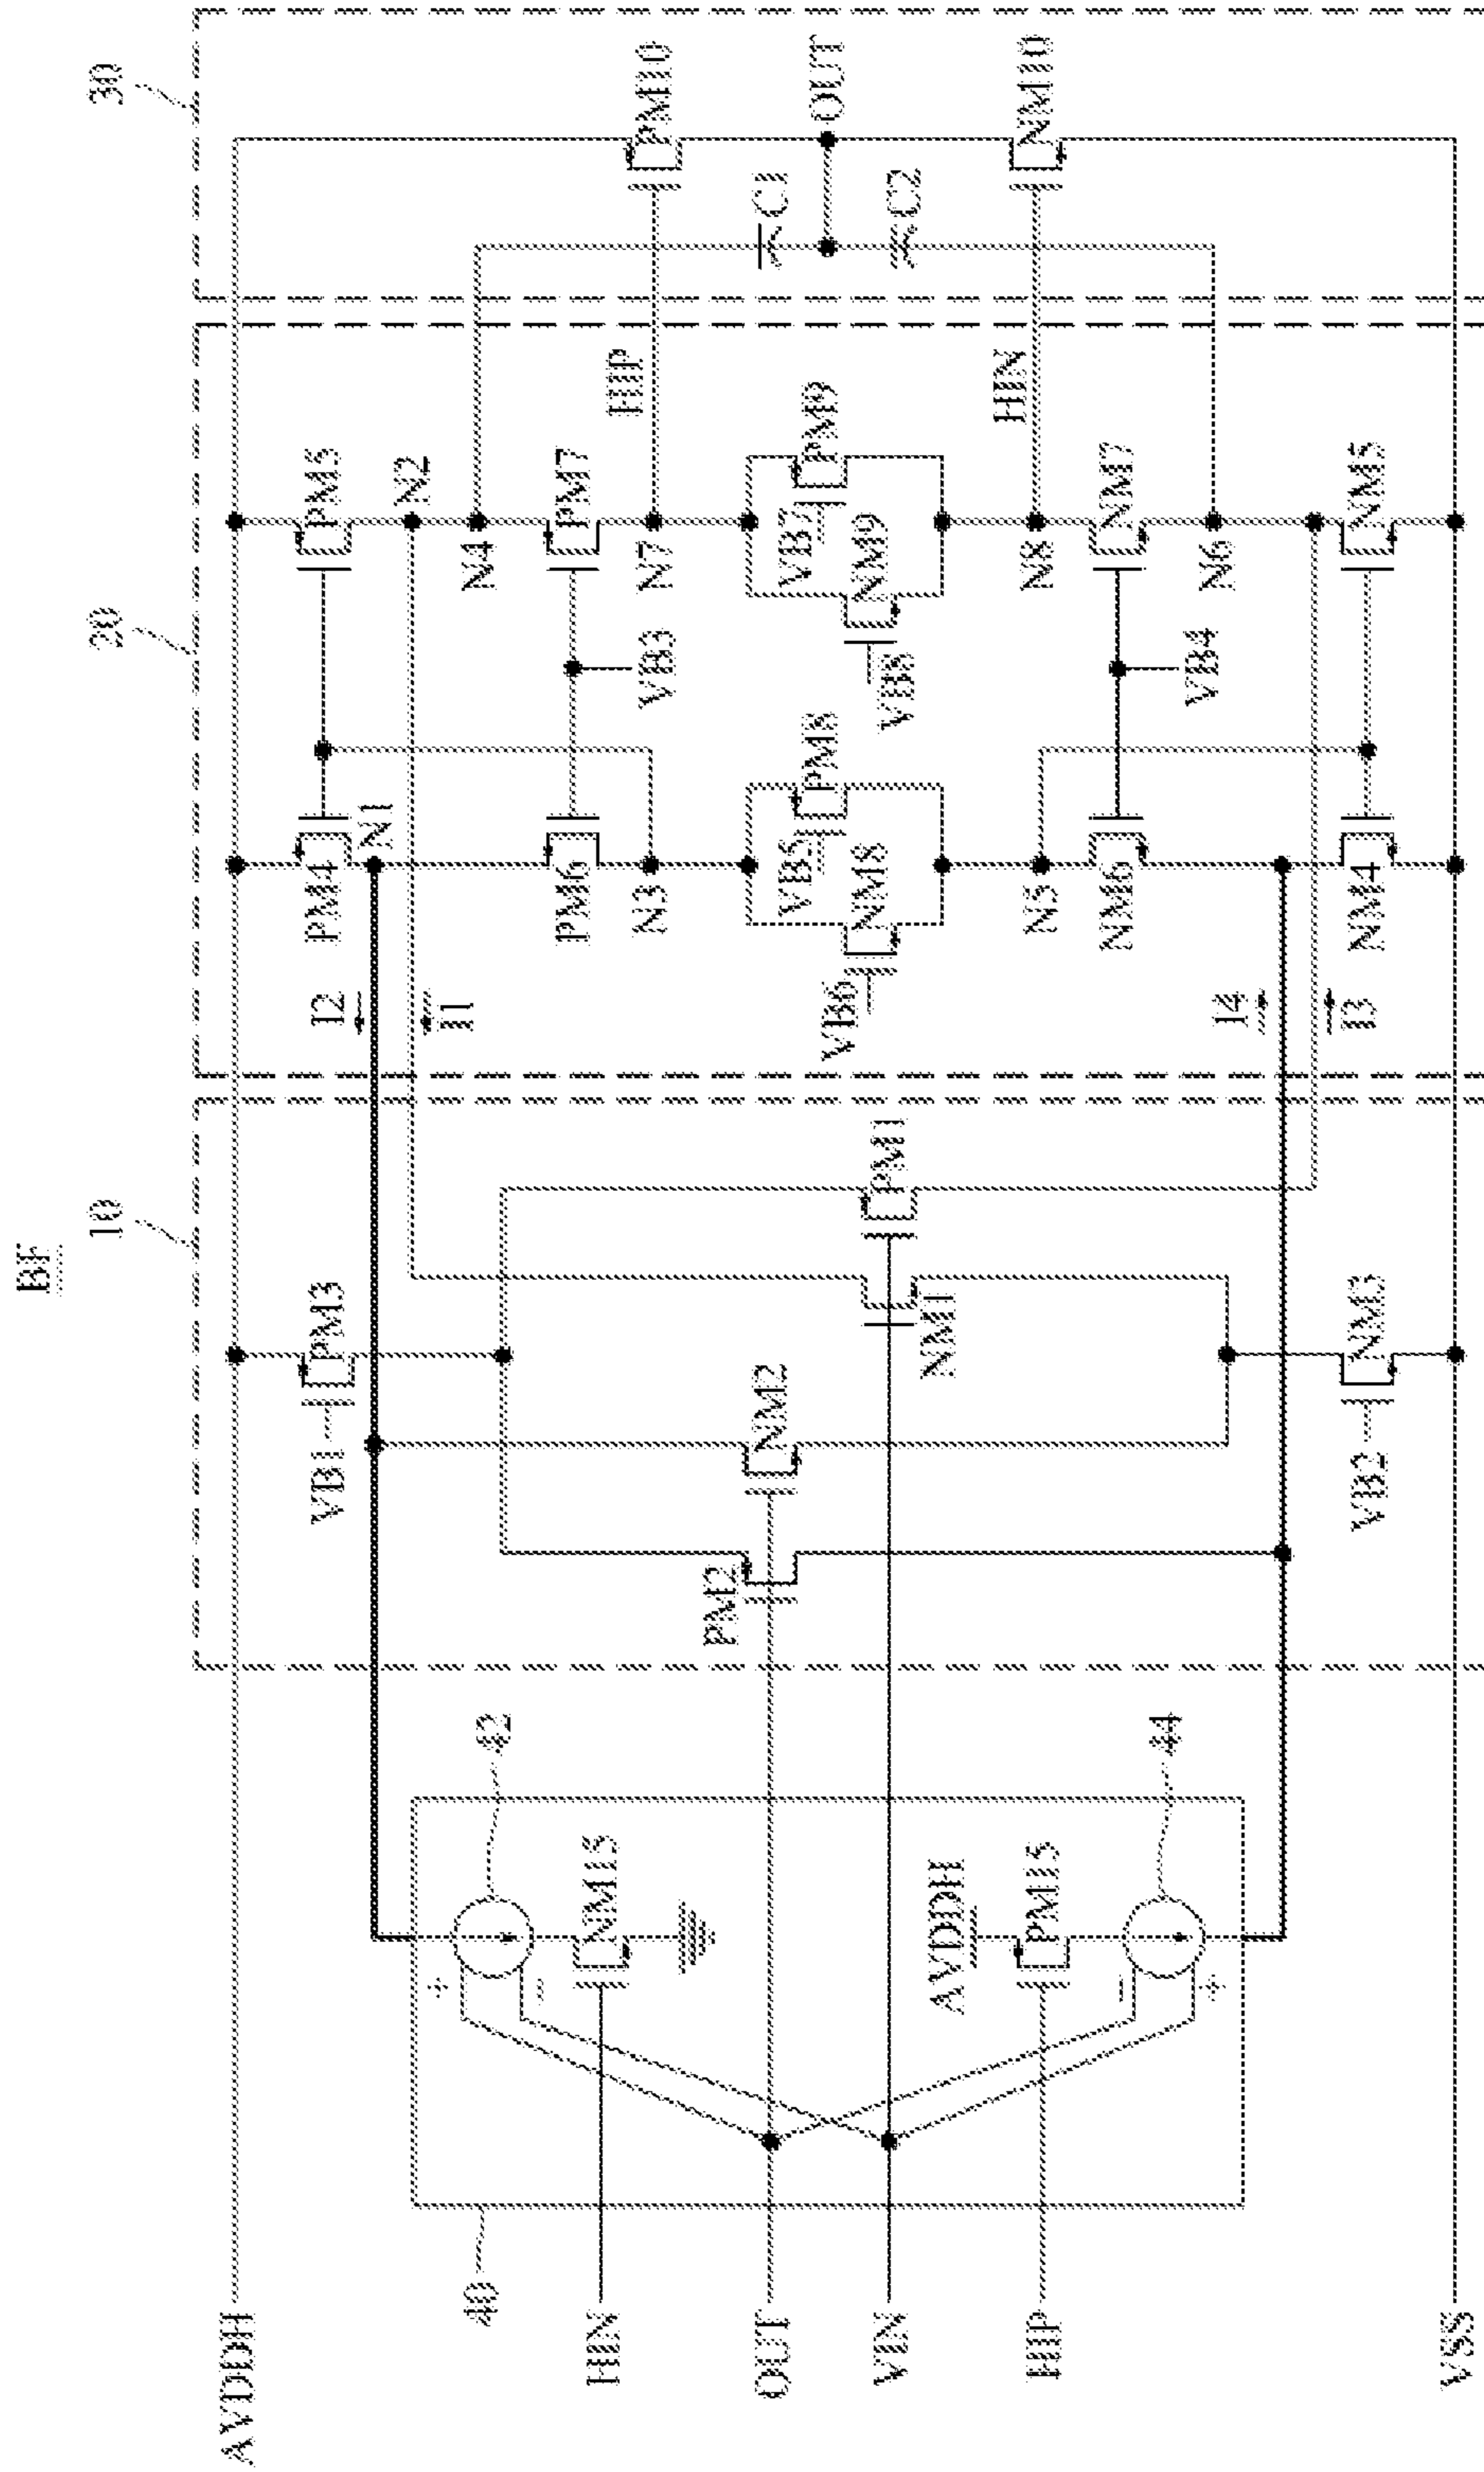 BF
10
20
30
AVDDH
HIN
OUT
VIN
HIP
VSS
40
42
NM15
AVDDH
PM15
44
+
−
−
+
VB1
PM3
PM2
NM2
NM1
PM1
VB2
NM3
I2
I1
I4
I3
PM4
N1
PM6
N3
VB5
PM8
VB6
NM8
N5
NM6
NM4
VB3
VB4
PM5
N2
N4
PM7
N7
HIP
VB7
PM9
VB8
NM9
N8
HIN
NM7
N6
NM5
PM10
C1
OUT
C2
NM10